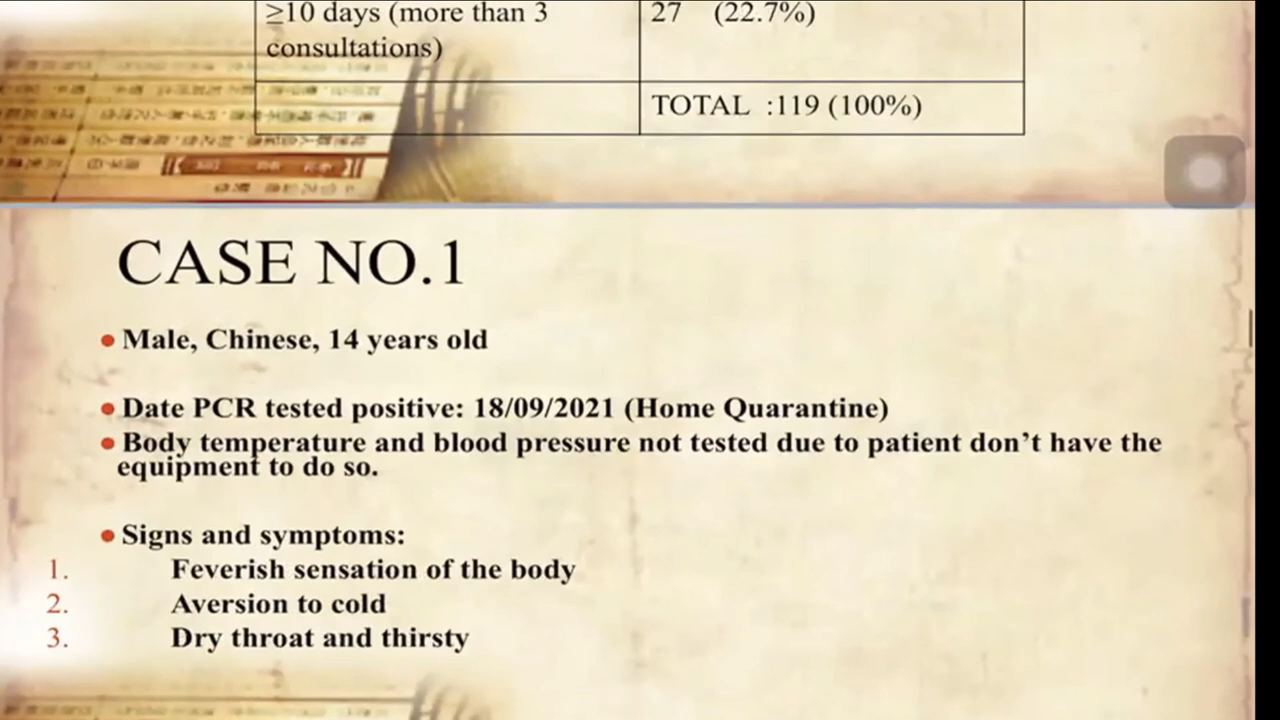 ≥10 days (more than 3
consultations)
27 (22.7%)
TOTAL :119 (100%)
CASE NO.1
• Male, Chinese, 14 years old
• Date PCR tested positive: 18/09/2021 (Home Quarantine)
• Body temperature and blood pressure not tested due to patient don’t have the
equipment to do so.
• Signs and symptoms:
1. Feverish sensation of the body
2. Aversion to cold
3. Dry throat and thirsty